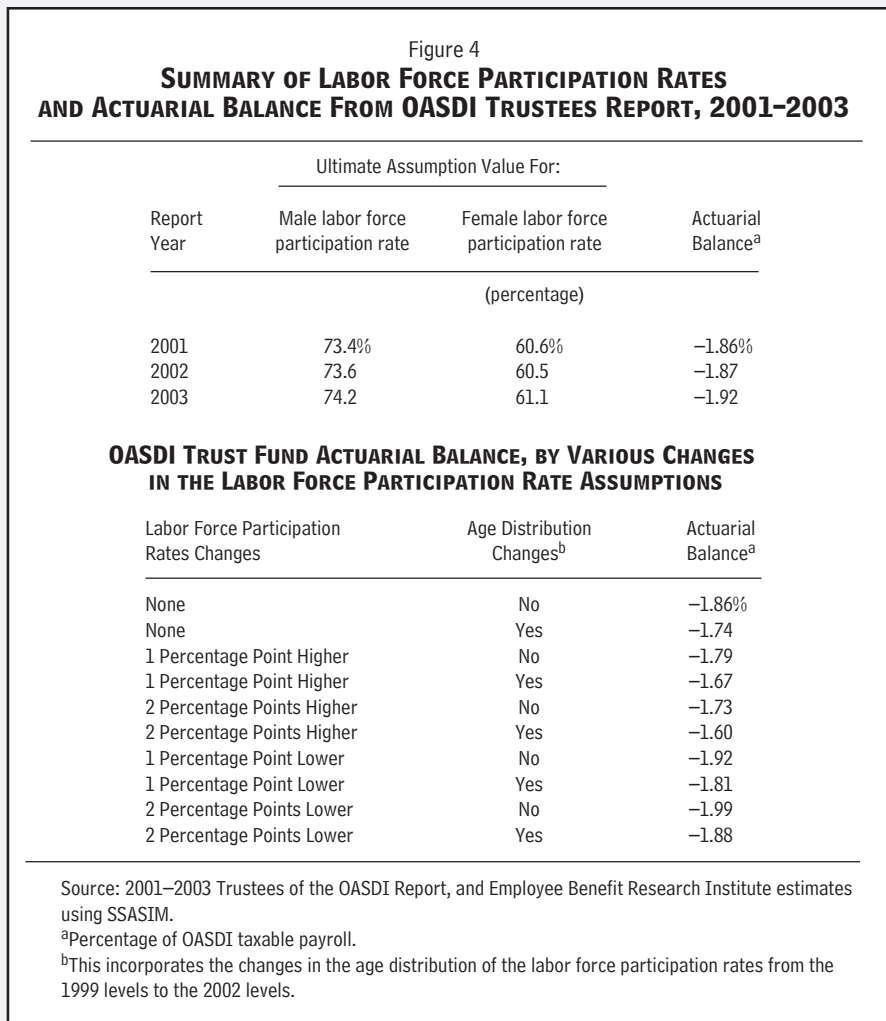 Figure 4
SUMMARY OF LABOR FORCE PARTICIPATION RATES
AND ACTUARIAL BALANCE FROM OASDI TRUSTEES REPORT, 2001–2003
Ultimate Assumption Value For:
Report Male labor force Female labor force Actuarial
Year participation rate participation rate Balanceᵃ
(percentage)
2001 73.4% 60.6% –1.86%
2002 73.6 60.5 –1.87
2003 74.2 61.1 –1.92
OASDI TRUST FUND ACTUARIAL BALANCE, BY VARIOUS CHANGES
IN THE LABOR FORCE PARTICIPATION RATE ASSUMPTIONS
Labor Force Participation Age Distribution Actuarial
Rates Changes Changesᵇ Balanceᵃ
None No –1.86%
None Yes –1.74
1 Percentage Point Higher No –1.79
1 Percentage Point Higher Yes –1.67
2 Percentage Points Higher No –1.73
2 Percentage Points Higher Yes –1.60
1 Percentage Point Lower No –1.92
1 Percentage Point Lower Yes –1.81
2 Percentage Points Lower No –1.99
2 Percentage Points Lower Yes –1.88
Source: 2001–2003 Trustees of the OASDI Report, and Employee Benefit Research Institute estimates
using SSASIM.
ᵃPercentage of OASDI taxable payroll.
ᵇThis incorporates the changes in the age distribution of the labor force participation rates from the
1999 levels to the 2002 levels.